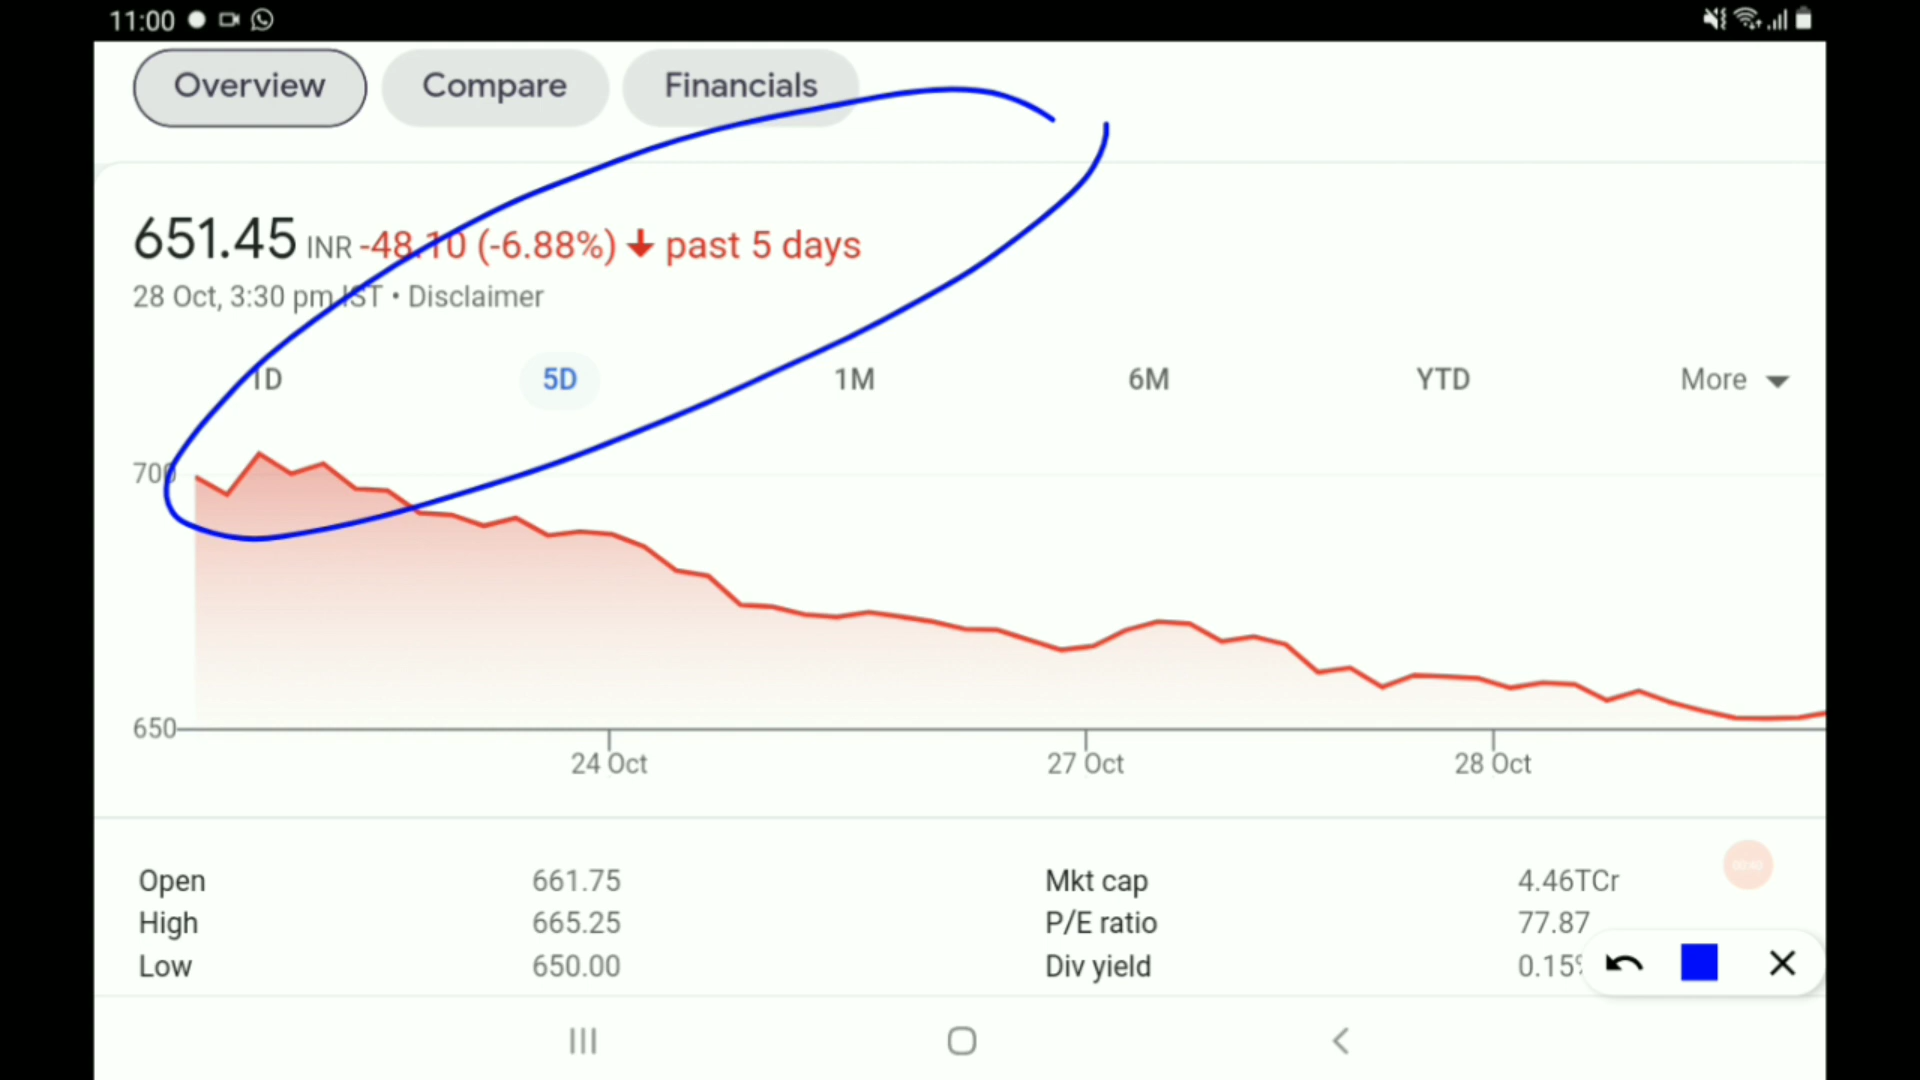 11:00
Overview Compare Financials
651.45 INR -48.10 (-6.88%) ↓ past 5 days
28 Oct, 3:30 pm IST • Disclaimer
1D 5D 1M 6M YTD More
700
650
24 Oct 27 Oct 28 Oct
Open 661.75 Mkt cap 4.46TCr
High 665.25 P/E ratio 77.87
Low 650.00 Div yield 0.15%